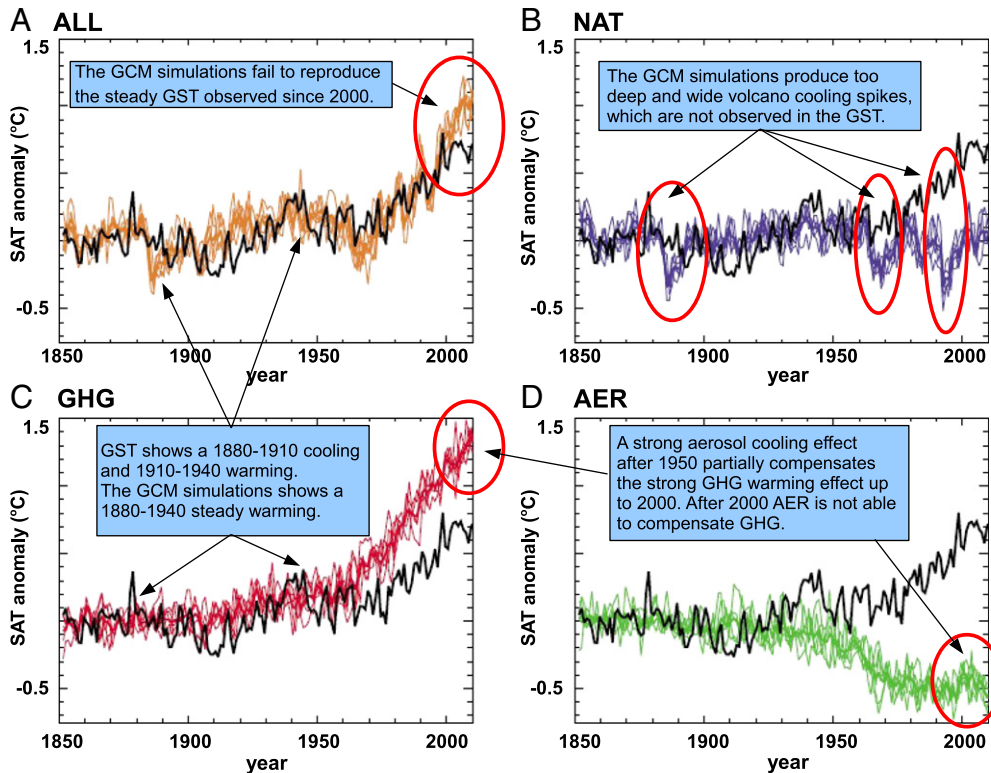 A ALL
1.5
The GCM simulations fail to reproduce
the steady GST observed since 2000.
SAT anomaly (°C)
-0.5
1850 1900 1950 2000
year
B NAT
1.5
The GCM simulations produce too
deep and wide volcano cooling spikes,
which are not observed in the GST.
SAT anomaly (°C)
-0.5
1850 1900 1950 2000
year
C GHG
1.5
GST shows a 1880-1910 cooling
and 1910-1940 warming.
The GCM simulations shows a
1880-1940 steady warming.
SAT anomaly (°C)
-0.5
1850 1900 1950 2000
year
D AER
1.5
A strong aerosol cooling effect
after 1950 partially compensates
the strong GHG warming effect up
to 2000. After 2000 AER is not able
to compensate GHG.
SAT anomaly (°C)
-0.5
1850 1900 1950 2000
year